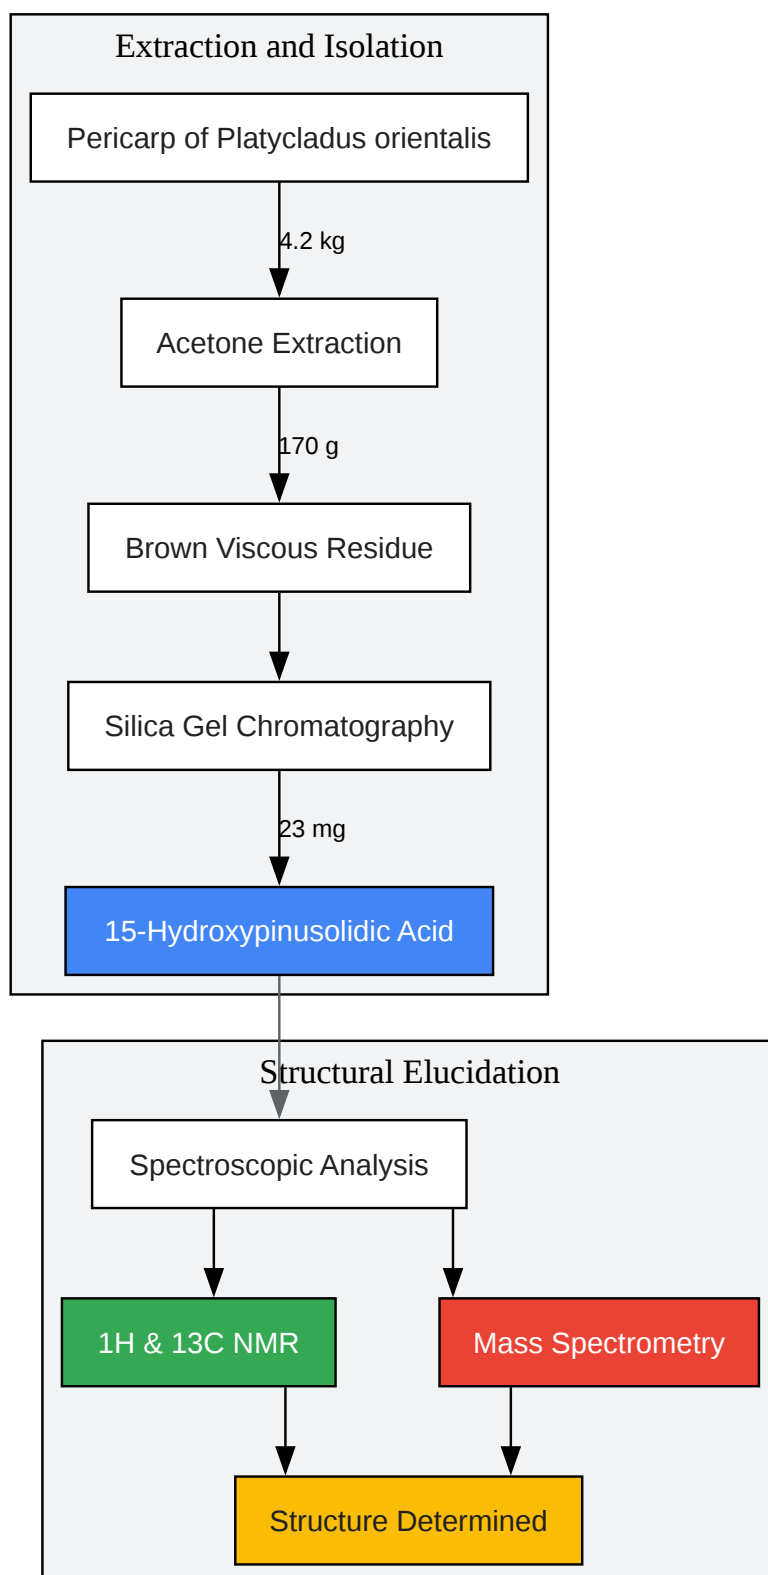 Extraction and Isolation
Pericarp of Platycladus orientalis
4.2 kg
Acetone Extraction
170 g
Brown Viscous Residue
Silica Gel Chromatography
23 mg
15-Hydroxypinusolidic Acid
Structural Elucidation
Spectroscopic Analysis
1H & 13C NMR
Mass Spectrometry
Structure Determined